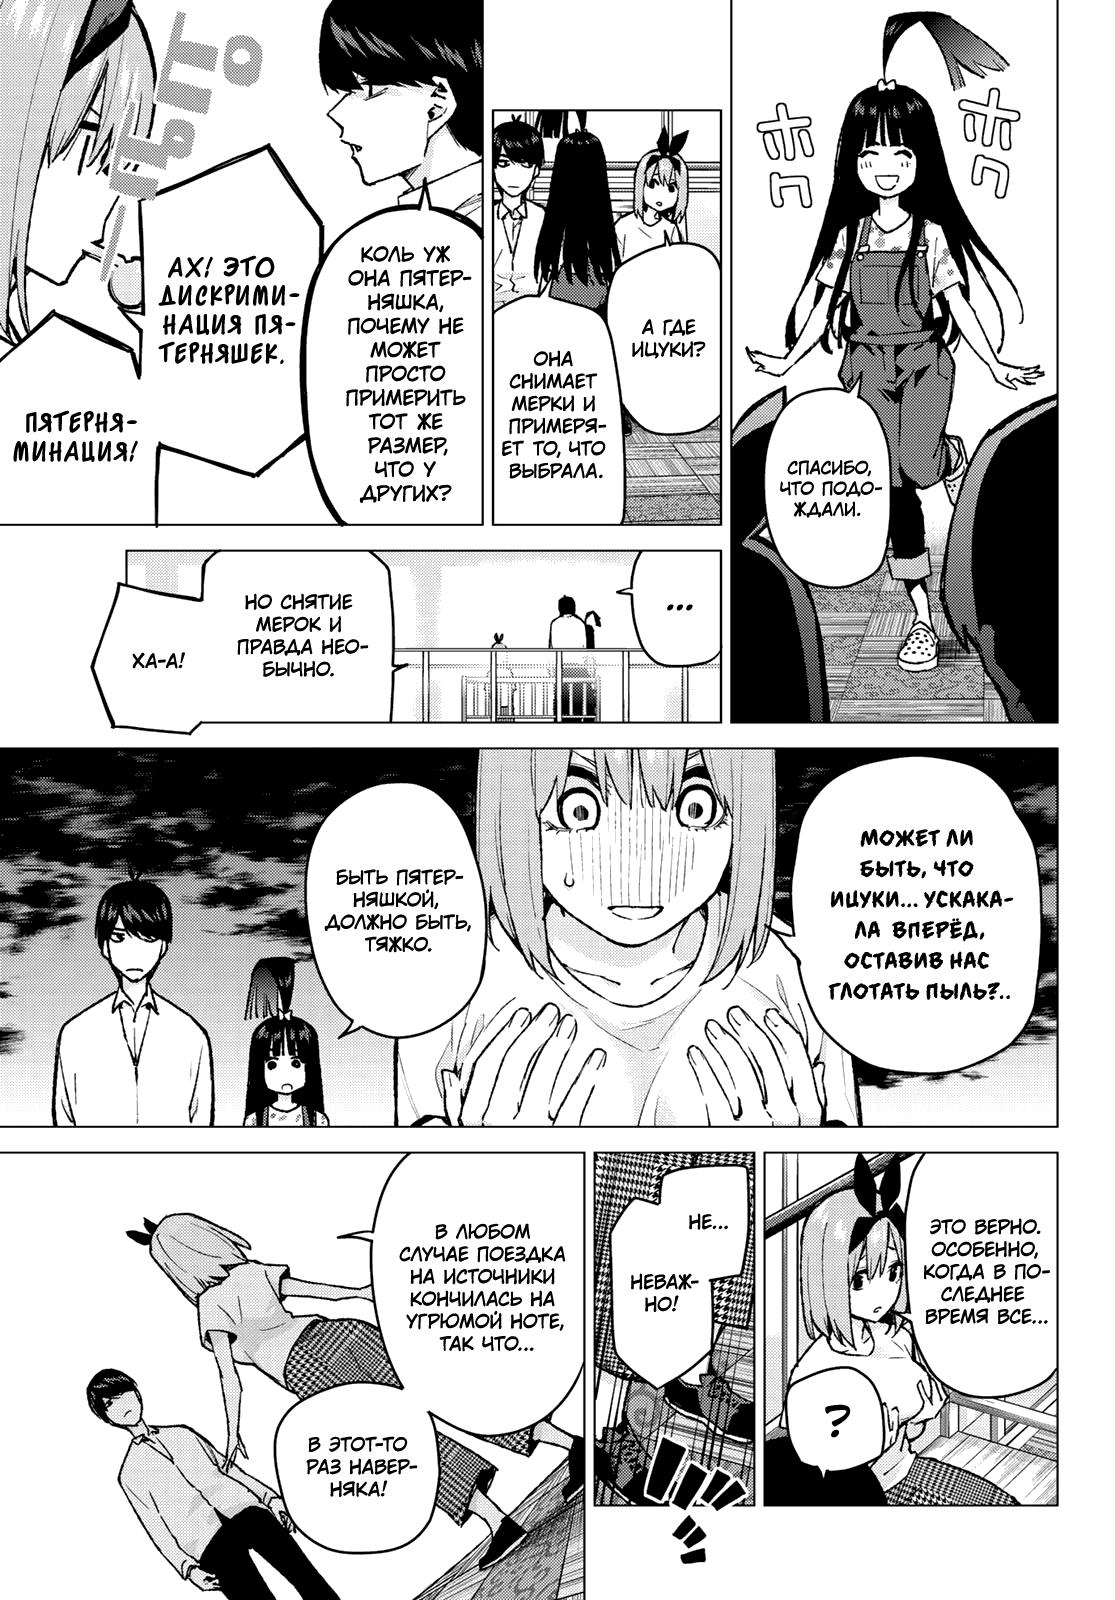 ホク
ホク
СПАСИБО,
ЧТО ПОДО-
ЖДАЛИ.
А ГДЕ
ИЦУКИ?
ОНА
СНИМАЕТ
МЕРКИ И
ПРИМЕРЯ-
ЕТ ТО, ЧТО
ВЫБРАЛА.
КОЛЬ УЖ
ОНА ПЯТЕР-
НЯШКА,
ПОЧЕМУ НЕ
МОЖЕТ
ПРОСТО
ПРИМЕРИТЬ
ТОТ ЖЕ
РАЗМЕР,
ЧТО У
ДРУГИХ?
АХ! ЭТО
ДИСКРИМИ-
НАЦИЯ ПЯ-
ТЕРНЯШЕК.
ПЯТЕРНЯ-
МИНАЦИЯ!
...
НО СНЯТИЕ
МЕРОК И
ПРАВДА НЕО-
БЫЧНО.
ХА-А!
МОЖЕТ ЛИ
БЫТЬ, ЧТО
ИЦУКИ... УСКАКА-
ЛА ВПЕРЁД,
ОСТАВИВ НАС
ГЛОТАТЬ ПЫЛЬ?..
БЫТЬ ПЯТЕР-
НЯШКОЙ,
ДОЛЖНО БЫТЬ,
ТЯЖКО.
ЭТО ВЕРНО.
ОСОБЕННО,
КОГДА В ПО-
СЛЕДНЕЕ
ВРЕМЯ ВСЕ...
?
НЕ...
НЕВАЖ-
НО!
В ЛЮБОМ
СЛУЧАЕ ПОЕЗДКА
НА ИСТОЧНИКИ
КОНЧИЛАСЬ НА
УГРЮМОЙ НОТЕ,
ТАК ЧТО...
В ЭТОТ-ТО
РАЗ НАВЕР-
НЯКА!